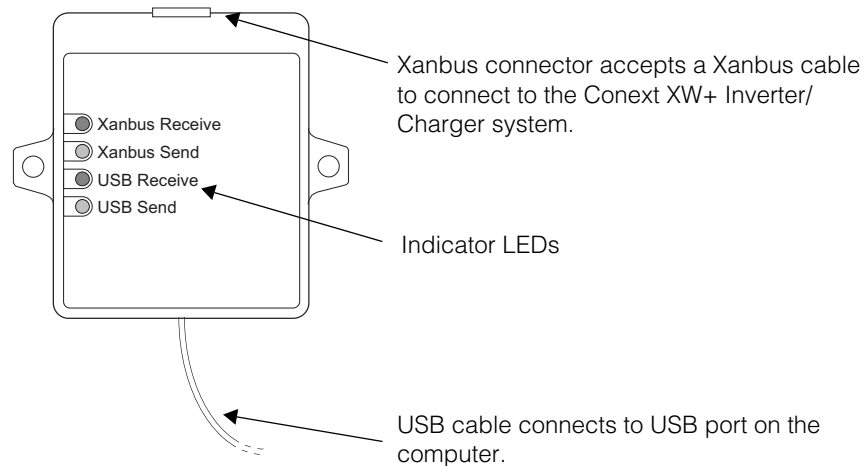 Xanbus connector accepts a Xanbus cable
to connect to the Conext XW+ Inverter/
Charger system.
Xanbus Receive
Xanbus Send
USB Receive
USB Send
Indicator LEDs
USB cable connects to USB port on the
computer.